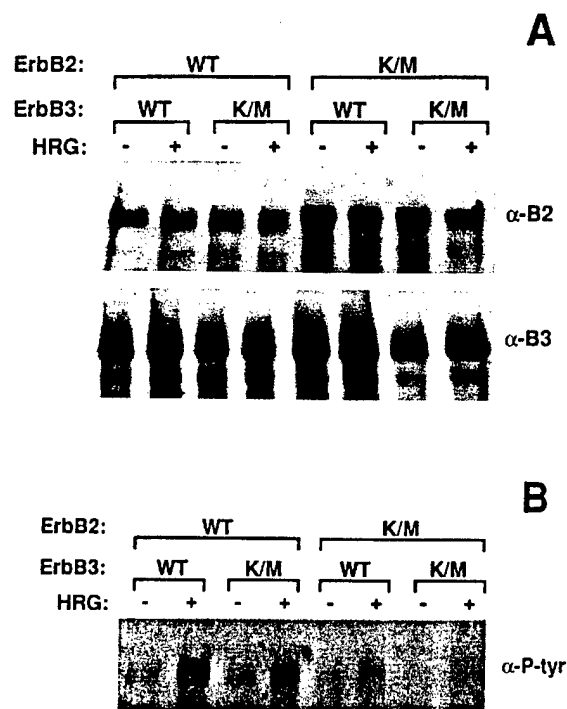 A
ErbB2: WT K/M
ErbB3: WT K/M WT K/M
HRG: - + - + - + - +
α-B2
α-B3
B
ErbB2: WT K/M
ErbB3: WT K/M WT K/M
HRG: - + - + - + - +
α-P-tyr